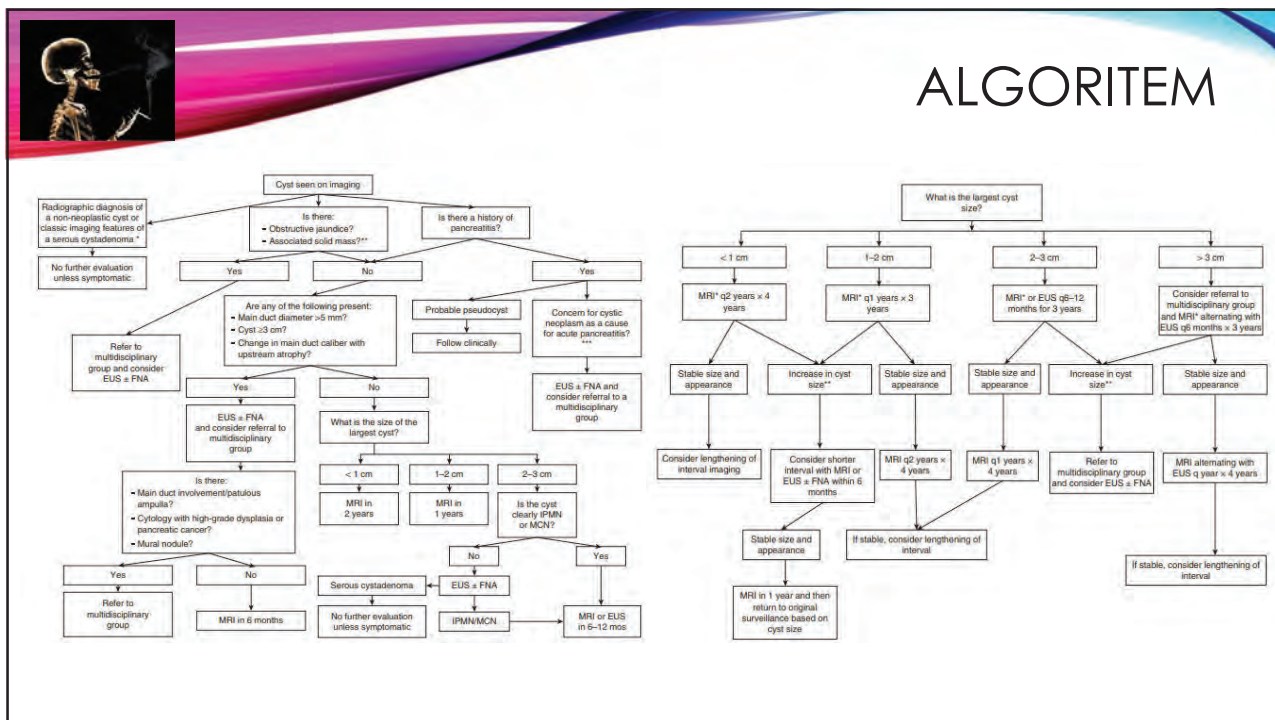 ALGORITEM
Cyst seen on imaging
Radiographic diagnosis of
a non-neoplastic cyst or
classic imaging features of
a serous cystadenoma *
Is there:
- Obstructive jaundice?
- Associated solid mass?**
Is there a history of
pancreatitis?
No further evaluation
unless symptomatic
Yes
No
Yes
Are any of the following present:
- Main duct diameter >5 mm?
- Cyst ≥3 cm?
- Change in main duct caliber with
upstream atrophy?
Probable pseudocyst
Concern for cystic
neoplasm as a cause
for acute pancreatitis?
***
Follow clinically
Refer to
multidisciplinary
group and consider
EUS ± FNA
Yes
No
EUS ± FNA and
consider referral to a
multidisciplinary
group
EUS ± FNA
and consider referral to
multidisciplinary
group
What is the size of the
largest cyst?
< 1 cm
1–2 cm
2–3 cm
Is there:
- Main duct involvement/patulous
ampulla?
- Cytology with high-grade dysplasia or
pancreatic cancer?
- Mural nodule?
MRI in
2 years
MRI in
1 years
Is the cyst
clearly IPMN
or MCN?
No
Yes
Yes
No
Serous cystadenoma
EUS ± FNA
Refer to
multidisciplinary
group
MRI in 6 months
No further evaluation
unless symptomatic
IPMN/MCN
MRI or EUS
in 6–12 mos
What is the largest cyst
size?
< 1 cm
1–2 cm
2–3 cm
> 3 cm
MRI* q2 years × 4
years
MRI* q1 years × 3
years
MRI* or EUS q6–12
months for 3 years
Consider referral to
multidisciplinary group
and MRI* alternating with
EUS q6 months × 3 years
Stable size and
appearance
Increase in cyst
size**
Stable size and
appearance
Stable size and
appearance
Increase in cyst
size**
Stable size and
appearance
Consider lengthening of
interval imaging
Consider shorter
interval with MRI or
EUS ± FNA within 6
months
MRI q2 years ×
4 years
MRI q1 years ×
4 years
Refer to
multidisciplinary group
and consider EUS ± FNA
MRI alternating with
EUS q year × 4 years
Stable size and
appearance
If stable, consider lengthening of
interval
If stable, consider lengthening of
interval
MRI in 1 year and then
return to original
surveillance based on
cyst size